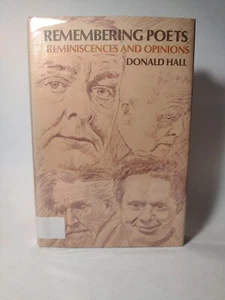 REMEMBERING POETS
REMINISCENCES AND OPINIONS
DONALD HALL